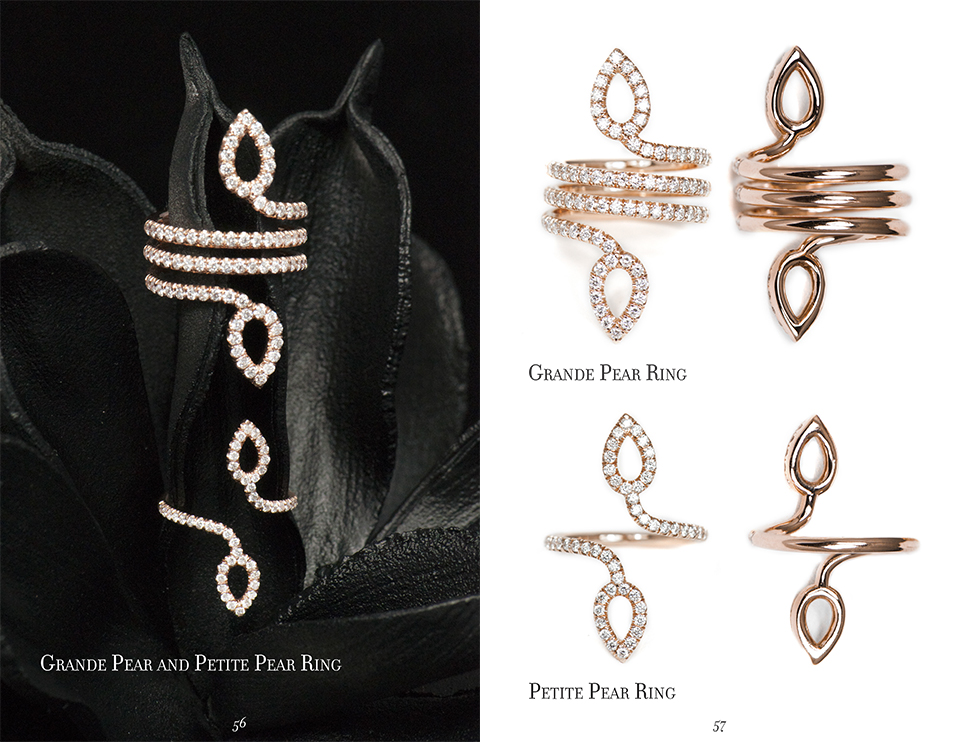 Grande Pear and Petite Pear Ring
56
Grande Pear Ring
Petite Pear Ring
57